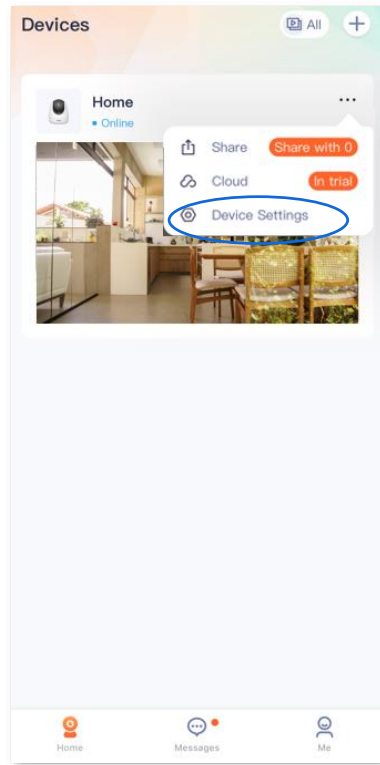 Devices
All
Home
Online
Share Share with 0
Cloud In trial
Device Settings
Home Messages Me